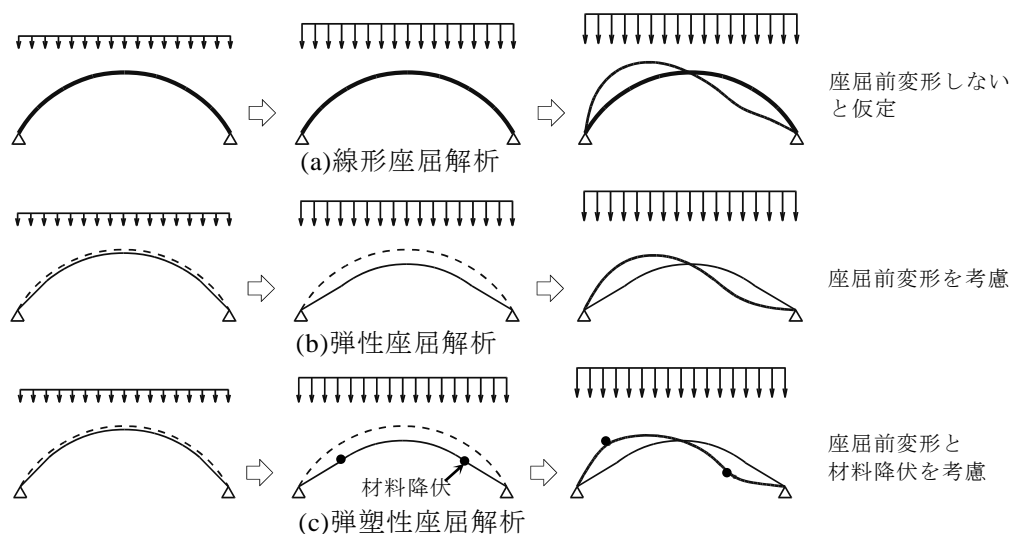 座屈前変形しない
と仮定
(a)線形座屈解析
座屈前変形を考慮
(b)弾性座屈解析
座屈前変形と
材料降伏を考慮
材料降伏
(c)弾塑性座屈解析